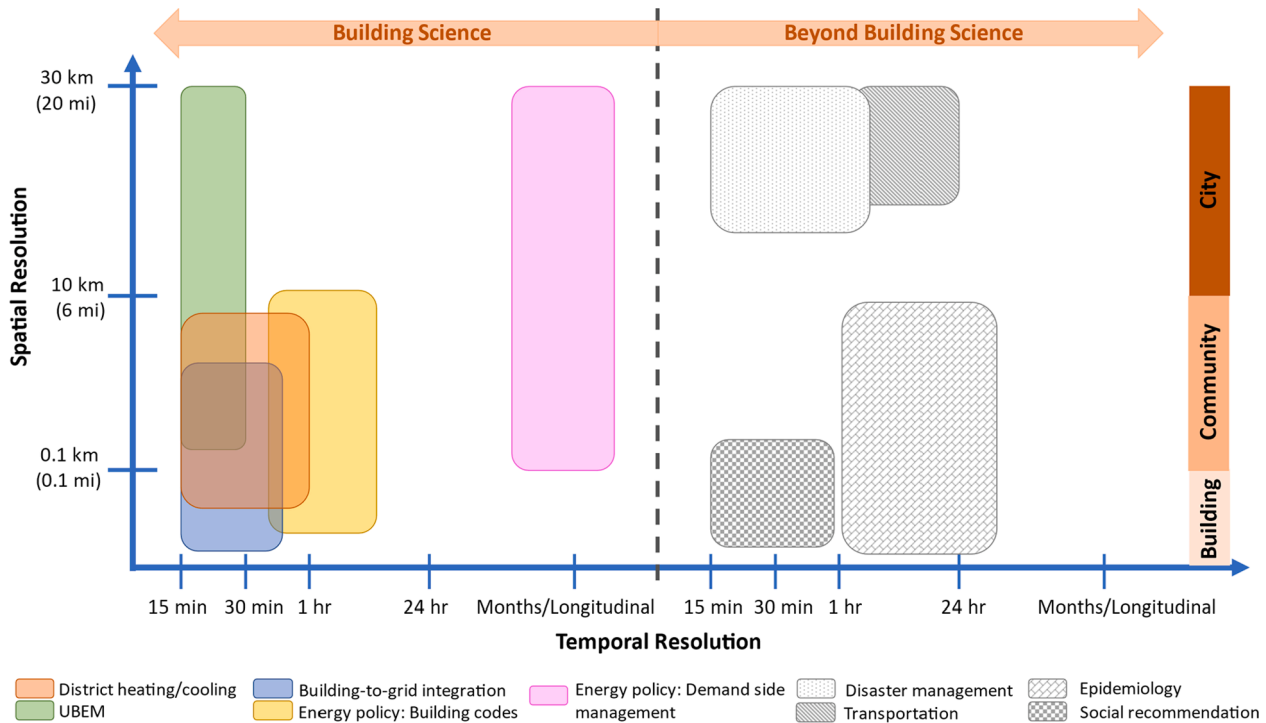 Building Science
Beyond Building Science
30 km
(20 mi)
10 km
(6 mi)
0.1 km
(0.1 mi)
Spatial Resolution
City
Community
Building
15 min
30 min
1 hr
24 hr
Months/Longitudinal
15 min
30 min
1 hr
24 hr
Months/Longitudinal
Temporal Resolution
District heating/cooling
UBEM
Building-to-grid integration
Energy policy: Building codes
Energy policy: Demand side
management
Disaster management
Transportation
Epidemiology
Social recommendation